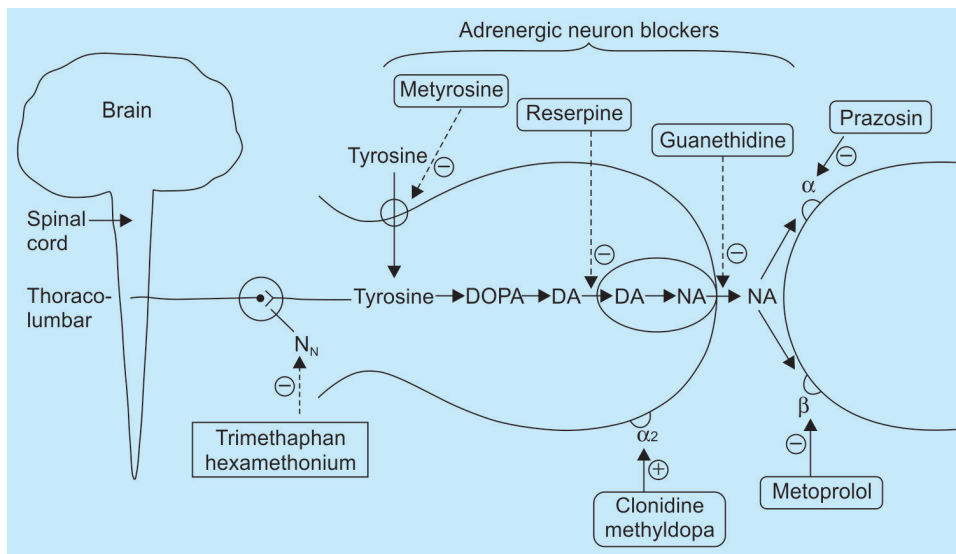 Adrenergic neuron blockers
Brain
Metyrosine
Reserpine
Guanethidine
Prazosin
Tyrosine
⊖
⊖
α
Spinal
cord
⊖
⊖
Thoraco-
lumbar
Tyrosine → DOPA → DA → DA → NA → NA
N_N
⊖
Trimethaphan
hexamethonium
α2
⊕
Clonidine
methyldopa
β
⊖
Metoprolol